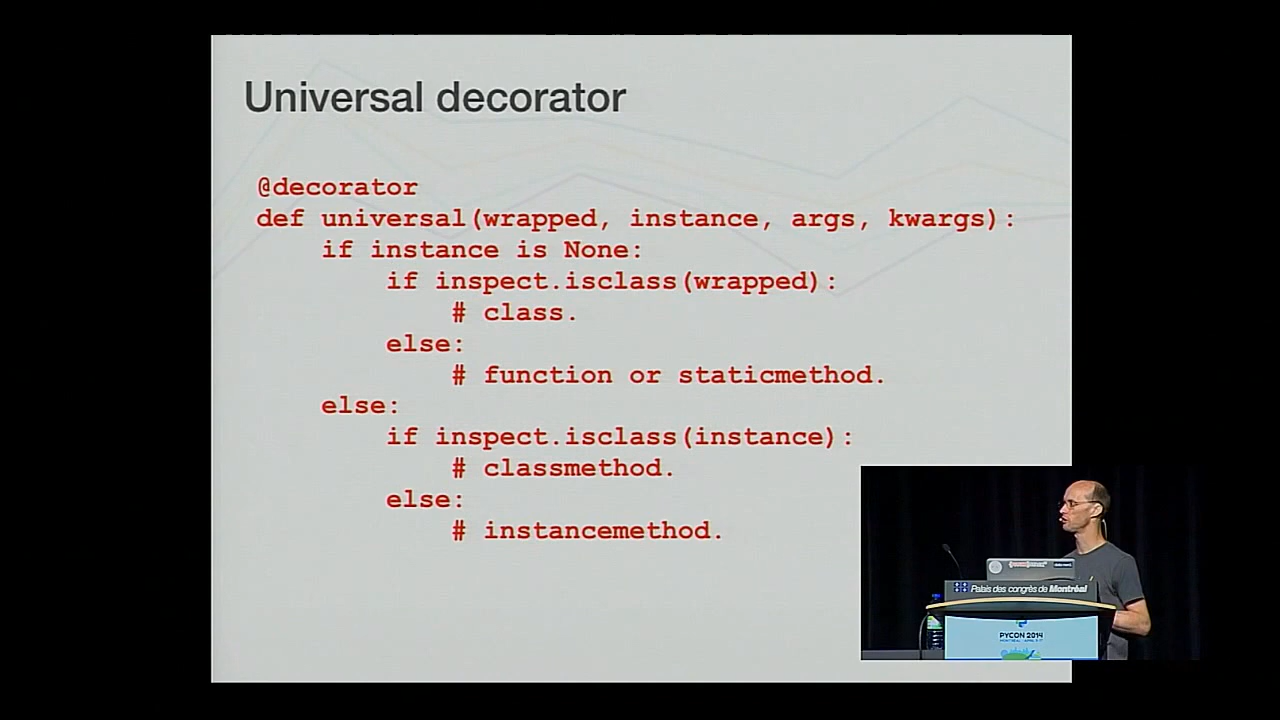 Universal decorator
@decorator
def universal(wrapped, instance, args, kwargs):
    if instance is None:
        if inspect.isclass(wrapped):
            # class.
        else:
            # function or staticmethod.
    else:
        if inspect.isclass(instance):
            # classmethod.
        else:
            # instancemethod.
Palais des congrès de Montréal
PYCON 2014